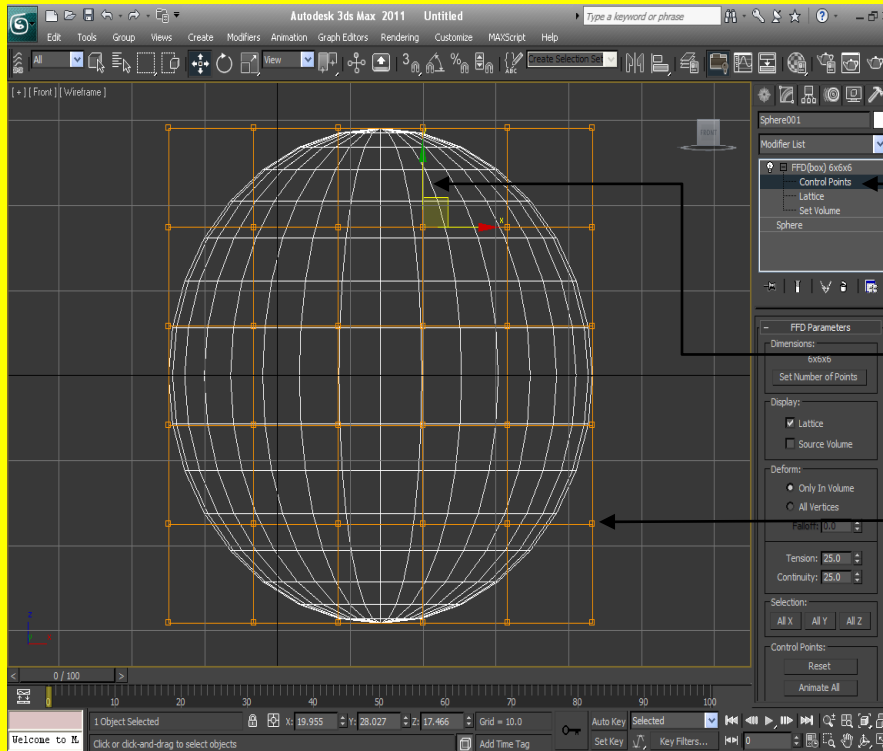 Autodesk 3ds Max 2011 Untitled
Type a keyword or phrase
Edit Tools Group Views Create Modifiers Animation Graph Editors Rendering Customize MAXScript Help
All
View
3
ABC
Create Selection Set
[ + ] [ Front ] [ Wireframe ]
FRONT
x
Sphere001
Modifier List
FFD(box) 6x6x6
Control Points
Lattice
Set Volume
Sphere
FFD Parameters
Dimensions:
6x6x6
Set Number of Points
Display:
Lattice
Source Volume
Deform:
Only In Volume
All Vertices
Falloff: 0.0
Tension: 25.0
Continuity: 25.0
Selection:
All X All Y All Z
Control Points:
Reset
Animate All
z
< 0 / 100 >
0 10 20 30 40 50 60 70 80 90 100
1 Object Selected X: 19.955 Y: 28.027 Z: 17.466 Grid = 10.0 Auto Key Selected
Welcome to M. Click or click-and-drag to select objects Add Time Tag Set Key Key Filters... 0